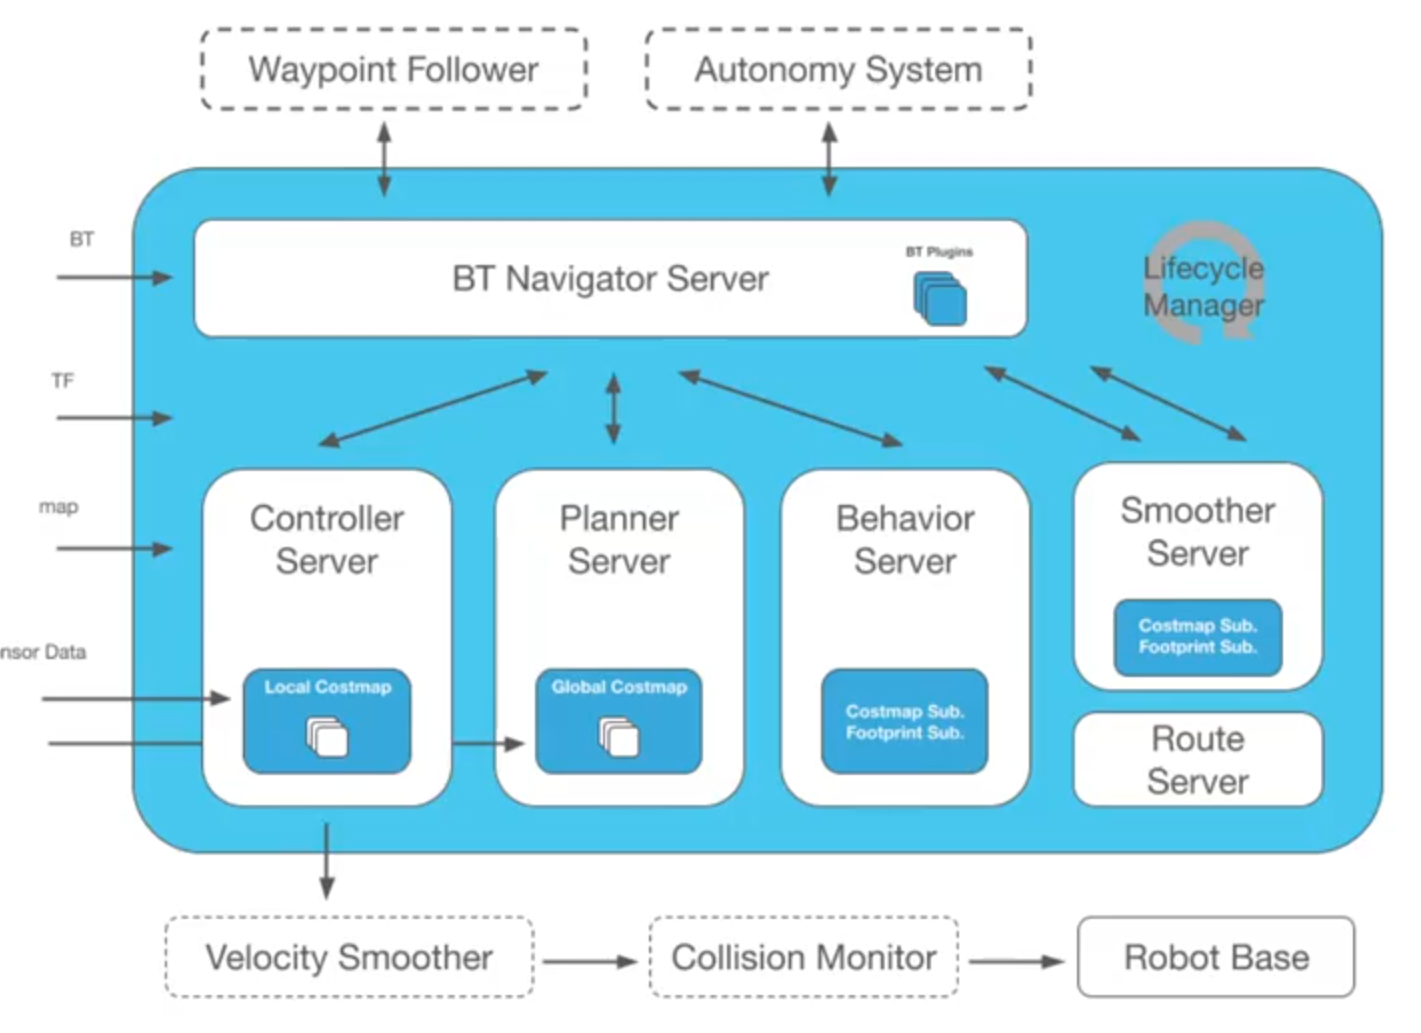 Waypoint Follower
Autonomy System
BT
BT Navigator Server
BT Plugins
Lifecycle
Manager
TF
map
nsor Data
Controller
Server
Local Costmap
Planner
Server
Global Costmap
Behavior
Server
Costmap Sub.
Footprint Sub.
Smoother
Server
Costmap Sub.
Footprint Sub.
Route
Server
Velocity Smoother
Collision Monitor
Robot Base